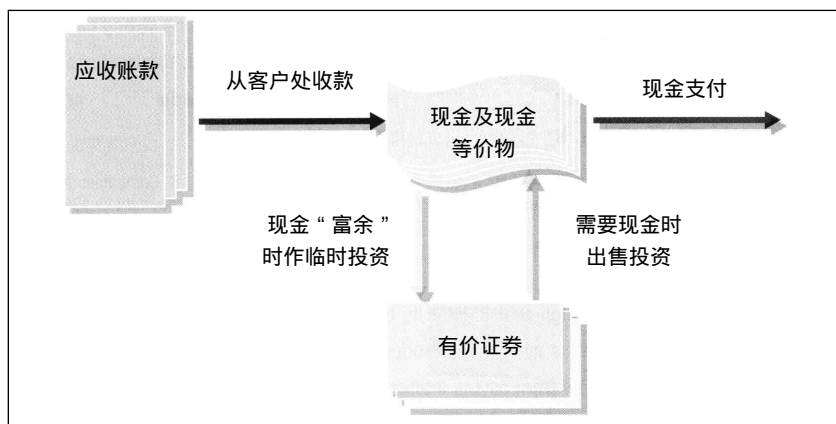 应收账款
从客户处收款
现金及现金
等价物
现金支付
现金“富余”
时作临时投资
需要现金时
出售投资
有价证券